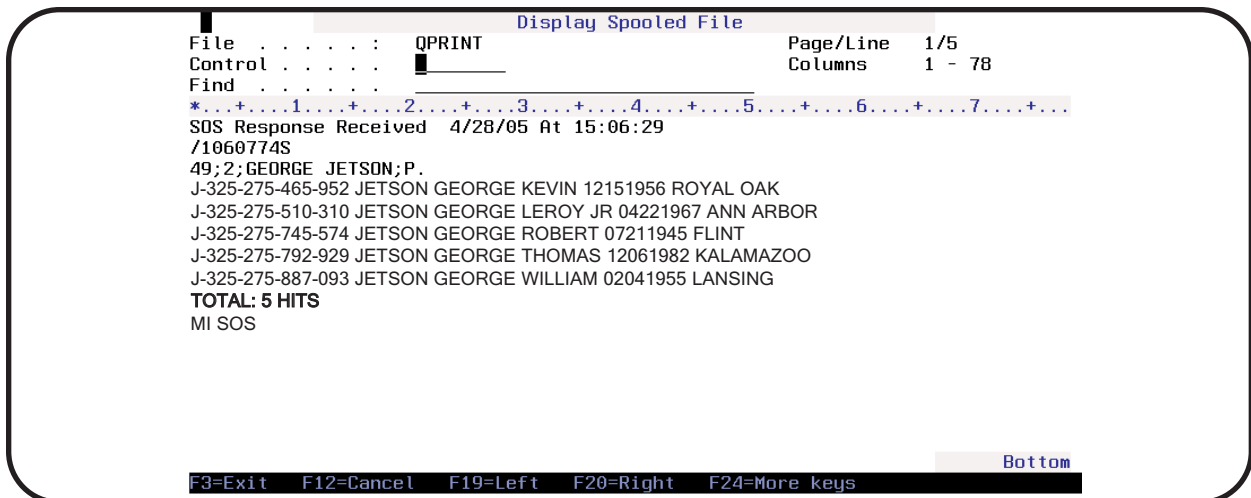 Display Spooled File
File . . . . . : QPRINT Page/Line 1/5
Control . . . . . Columns 1 - 78
Find . . . . . .
*...+....1....+....2....+....3....+....4....+....5....+....6....+....7....+...
SOS Response Received 4/28/05 At 15:06:29
/1060774S
49;2;GEORGE JETSON;P.
J-325-275-465-952 JETSON GEORGE KEVIN 12151956 ROYAL OAK
J-325-275-510-310 JETSON GEORGE LEROY JR 04221967 ANN ARBOR
J-325-275-745-574 JETSON GEORGE ROBERT 07211945 FLINT
J-325-275-792-929 JETSON GEORGE THOMAS 12061982 KALAMAZOO
J-325-275-887-093 JETSON GEORGE WILLIAM 02041955 LANSING
TOTAL: 5 HITS
MI SOS
Bottom
F3=Exit F12=Cancel F19=Left F20=Right F24=More keys